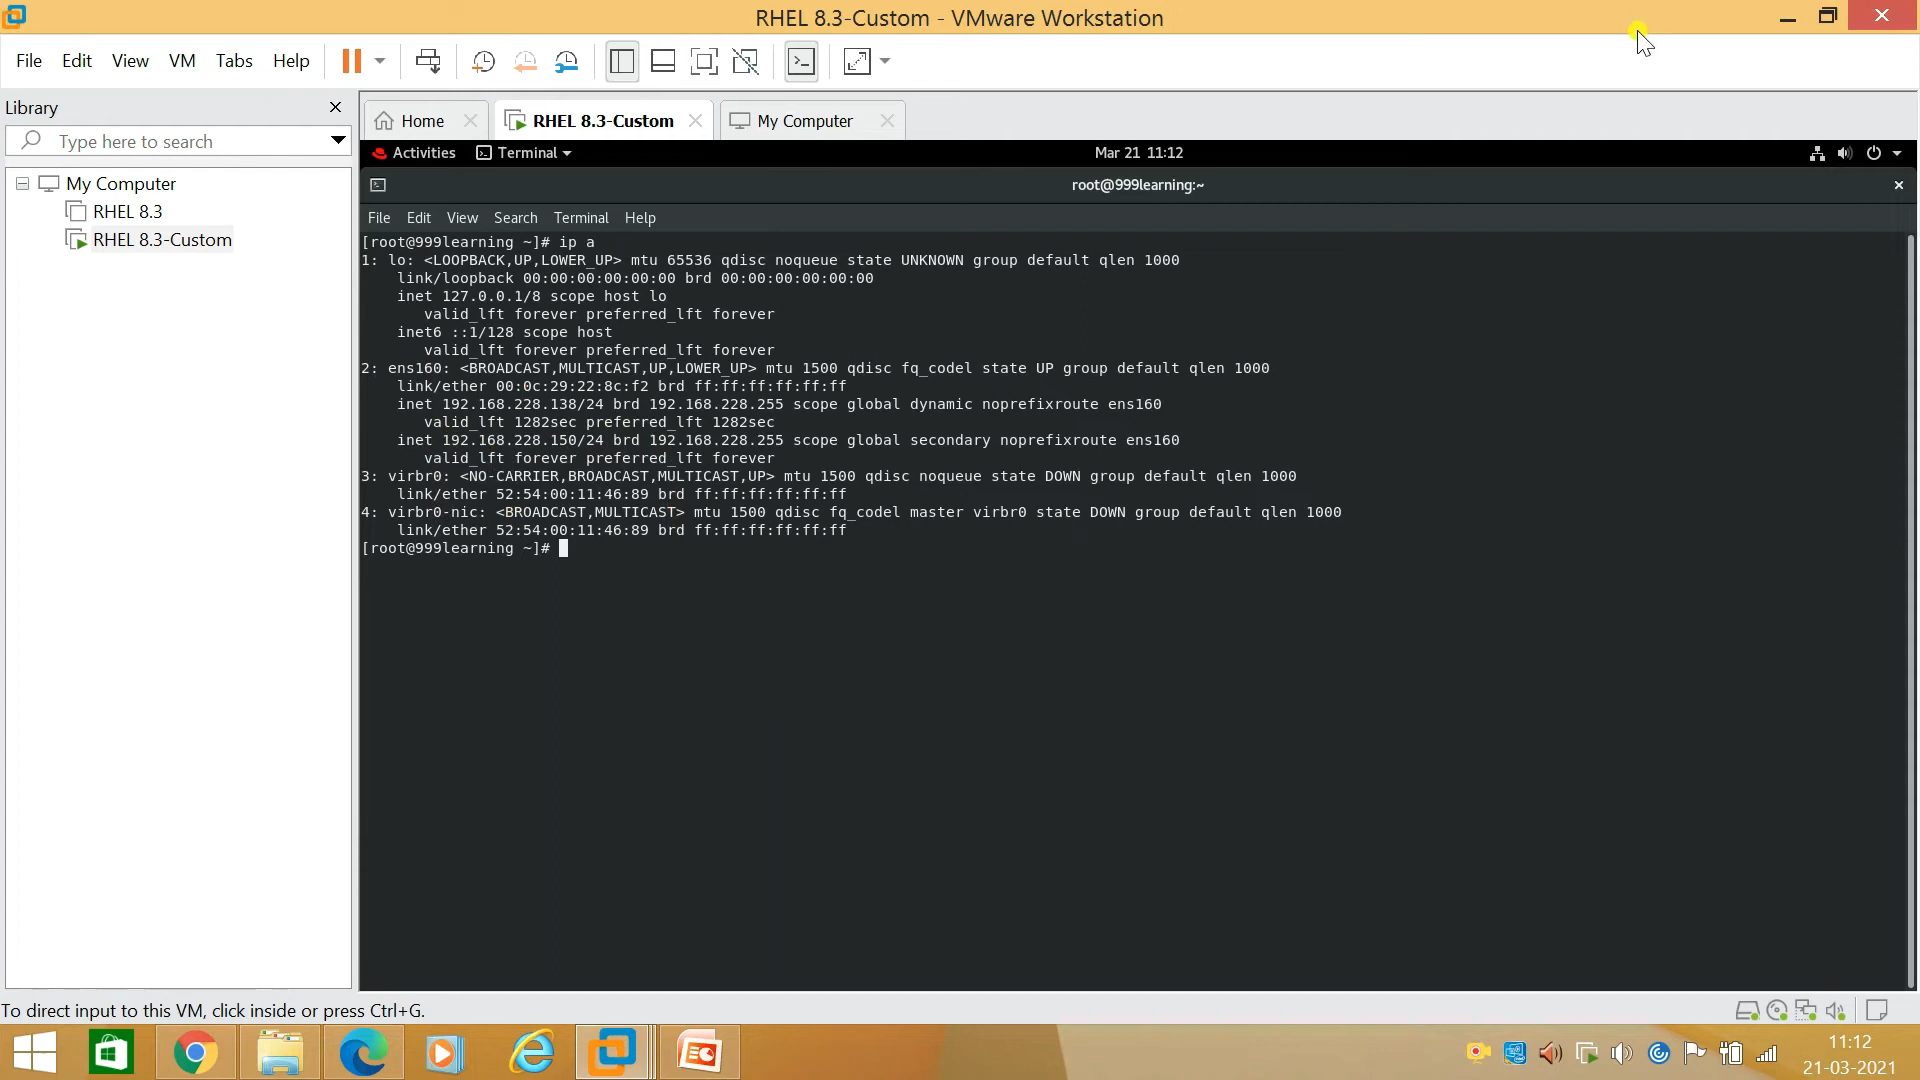 RHEL 8.3-Custom - VMware Workstation
File Edit View VM Tabs Help
Library
Type here to search
My Computer
RHEL 8.3
RHEL 8.3-Custom
Home
RHEL 8.3-Custom
My Computer
Activities Terminal Mar 21 11:12
root@999learning:~
File Edit View Search Terminal Help
[root@999learning ~]# ip a
1: lo: <LOOPBACK,UP,LOWER_UP> mtu 65536 qdisc noqueue state UNKNOWN group default qlen 1000
    link/loopback 00:00:00:00:00:00 brd 00:00:00:00:00:00
    inet 127.0.0.1/8 scope host lo
       valid_lft forever preferred_lft forever
    inet6 ::1/128 scope host
       valid_lft forever preferred_lft forever
2: ens160: <BROADCAST,MULTICAST,UP,LOWER_UP> mtu 1500 qdisc fq_codel state UP group default qlen 1000
    link/ether 00:0c:29:22:8c:f2 brd ff:ff:ff:ff:ff:ff
    inet 192.168.228.138/24 brd 192.168.228.255 scope global dynamic noprefixroute ens160
       valid_lft 1282sec preferred_lft 1282sec
    inet 192.168.228.150/24 brd 192.168.228.255 scope global secondary noprefixroute ens160
       valid_lft forever preferred_lft forever
3: virbr0: <NO-CARRIER,BROADCAST,MULTICAST,UP> mtu 1500 qdisc noqueue state DOWN group default qlen 1000
    link/ether 52:54:00:11:46:89 brd ff:ff:ff:ff:ff:ff
4: virbr0-nic: <BROADCAST,MULTICAST> mtu 1500 qdisc fq_codel master virbr0 state DOWN group default qlen 1000
    link/ether 52:54:00:11:46:89 brd ff:ff:ff:ff:ff:ff
[root@999learning ~]#
To direct input to this VM, click inside or press Ctrl+G.
11:12
21-03-2021